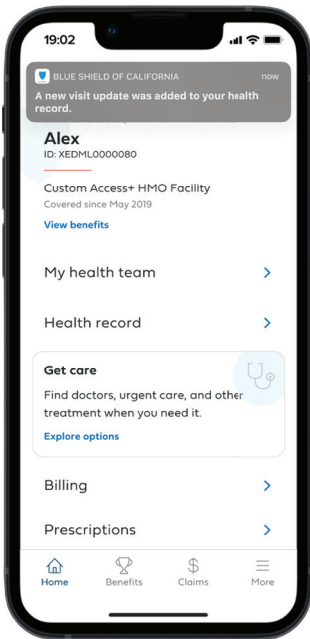 19:02
BLUE SHIELD OF CALIFORNIA now
A new visit update was added to your health
record.
Alex
ID: XEDML0000080
Custom Access+ HMO Facility
Covered since May 2019
View benefits
My health team
Health record
Get care
Find doctors, urgent care, and other
treatment when you need it.
Explore options
Billing
Prescriptions
Home Benefits Claims More